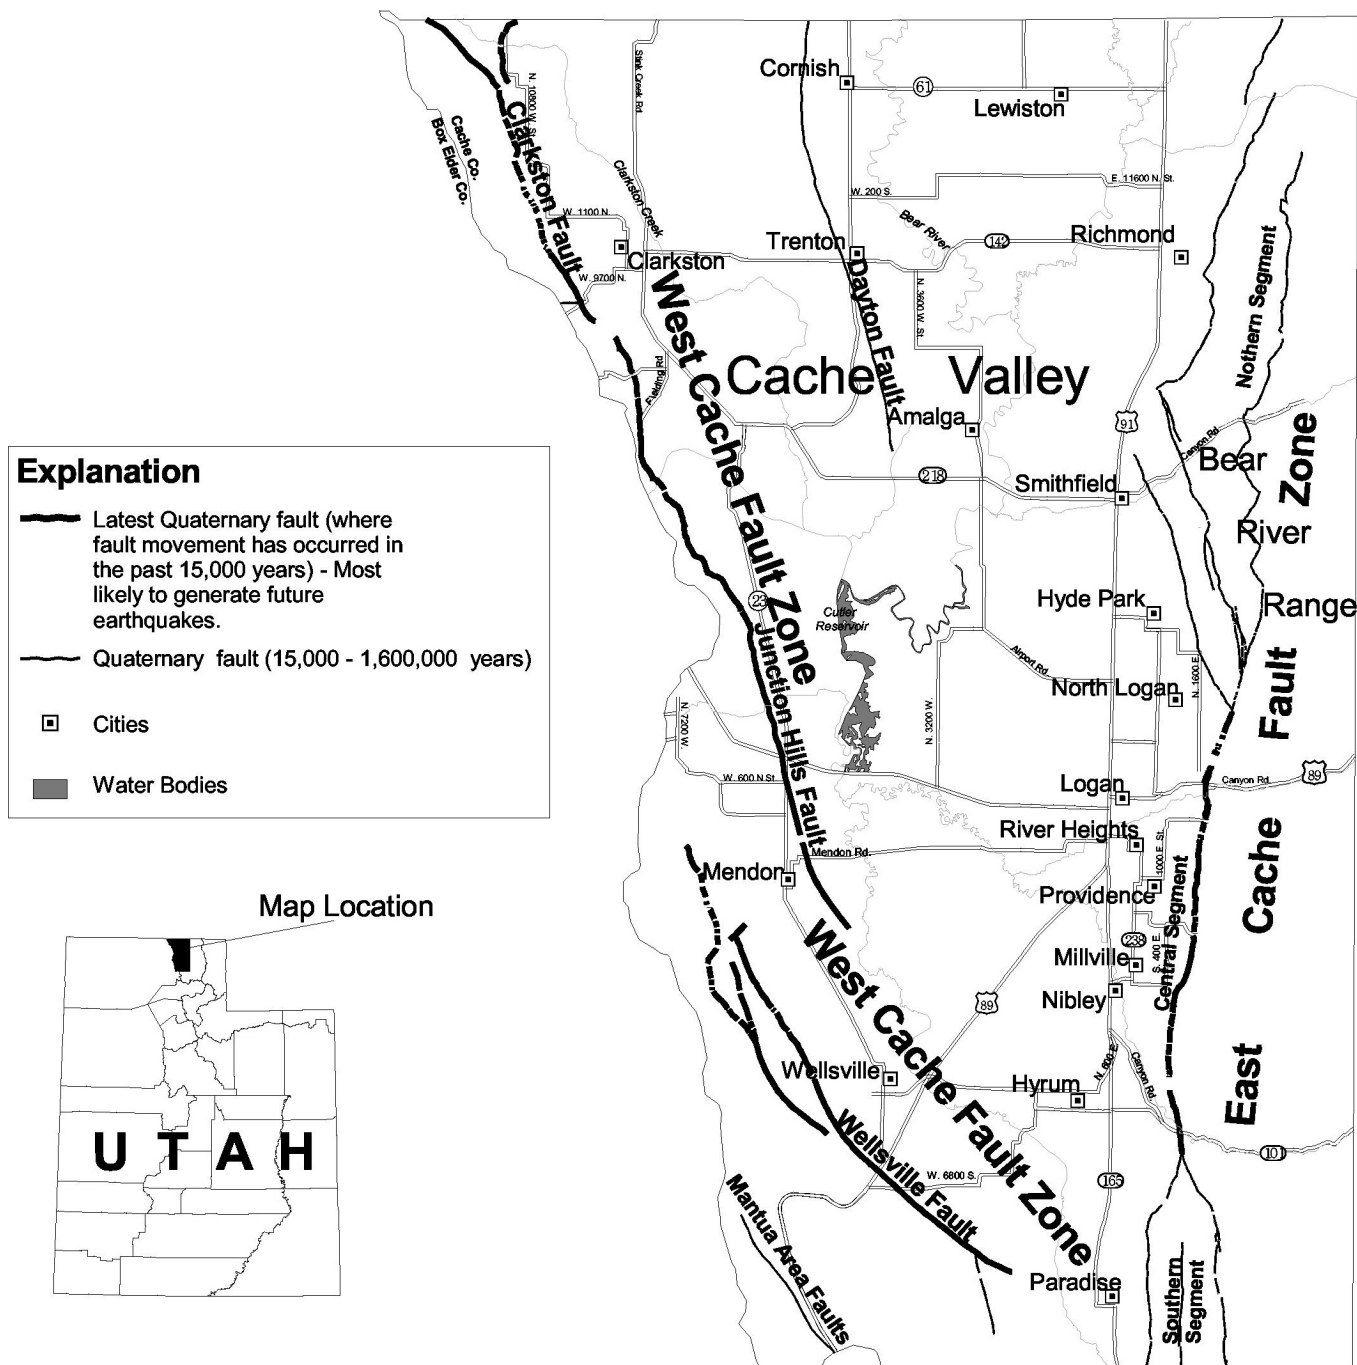 Cornish
61
Lewiston
Stink Creek Rd
N. 10800 W. St.
Clarkston Fault
Cache Co.
Box Elder Co.
Clarkston Creek
W. 1100 N.
W. 200 S.
E. 11600 N. St.
Bear River
Trenton
142
Richmond
Clarkston
W. 9700 N.
Dayton Fault
N. 3600 W. St.
Nothern Segment
West Cache Fault Zone
Cache Valley
Fielding Rd
Amalga
91
Canyon Rd
Bear
River
Range
218
Smithfield
Explanation
Latest Quaternary fault (where
fault movement has occurred in
the past 15,000 years) - Most
likely to generate future
earthquakes.
Quaternary fault (15,000 - 1,600,000 years)
Cities
Water Bodies
23
Cutler
Reservoir
Hyde Park
Junction Hills Fault
Airport Rd
North Logan
N. 1600 E.
N. 7200 W.
N. 3200 W.
W. 600 N St.
Logan
Canyon Rd.
89
River Heights
Mendon Rd.
1000 E. St.
Mendon
Providence
Central Segment
238
S. 400 E.
Millville
Nibley
East Cache Fault Zone
West Cache Fault Zone
89
Wellsville
Hyrum
N. 800 E.
Canyon Rd.
101
Wellsville Fault
W. 6800 S.
165
Mantua Area Faults
Paradise
Southern
Segment
Map Location
UTAH